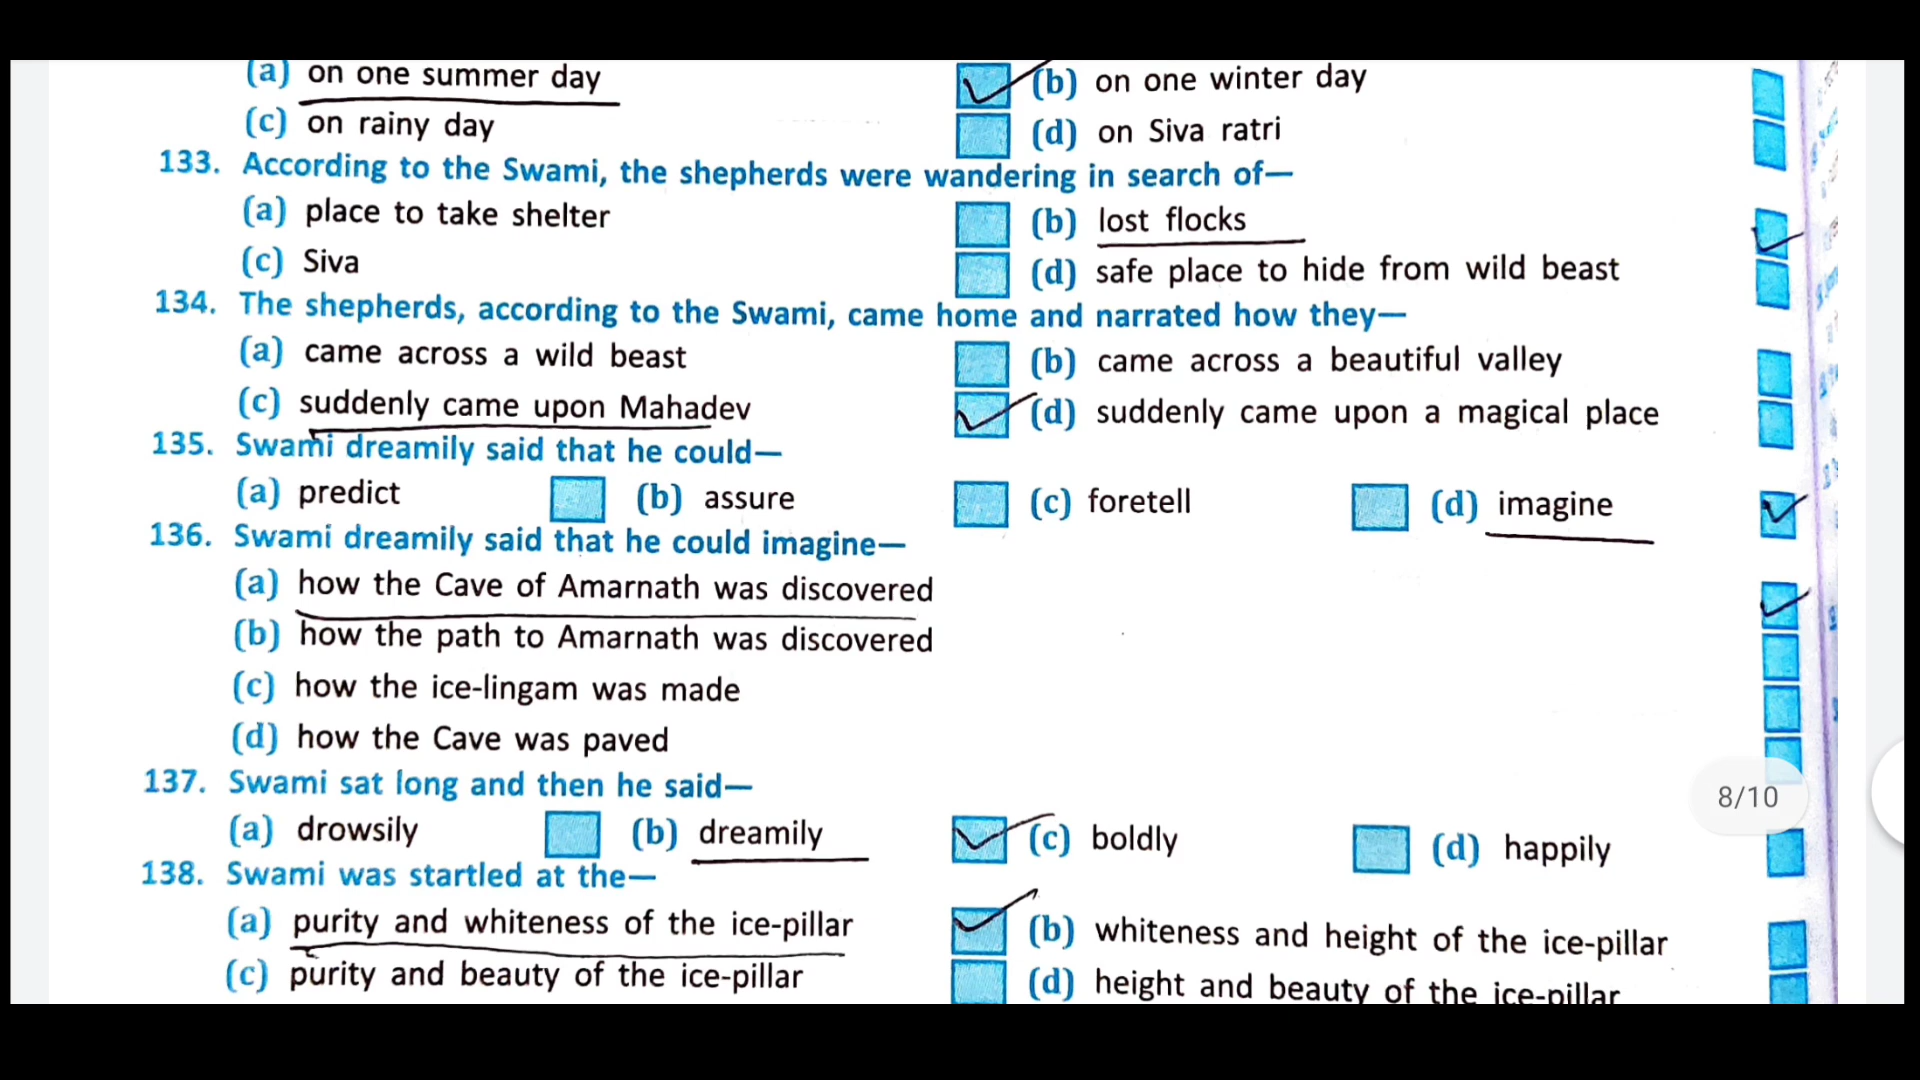 (a) on one summer day (b) on one winter day
(c) on rainy day (d) on Siva ratri
133. According to the Swami, the shepherds were wandering in search of—
(a) place to take shelter (b) lost flocks
(c) Siva (d) safe place to hide from wild beast
134. The shepherds, according to the Swami, came home and narrated how they—
(a) came across a wild beast (b) came across a beautiful valley
(c) suddenly came upon Mahadev (d) suddenly came upon a magical place
135. Swami dreamily said that he could—
(a) predict (b) assure (c) foretell (d) imagine
136. Swami dreamily said that he could imagine—
(a) how the Cave of Amarnath was discovered
(b) how the path to Amarnath was discovered
(c) how the ice-lingam was made
(d) how the Cave was paved
137. Swami sat long and then he said—
(a) drowsily (b) dreamily (c) boldly (d) happily
138. Swami was startled at the—
(a) purity and whiteness of the ice-pillar (b) whiteness and height of the ice-pillar
(c) purity and beauty of the ice-pillar (d) height and beauty of the ice-pillar
8/10